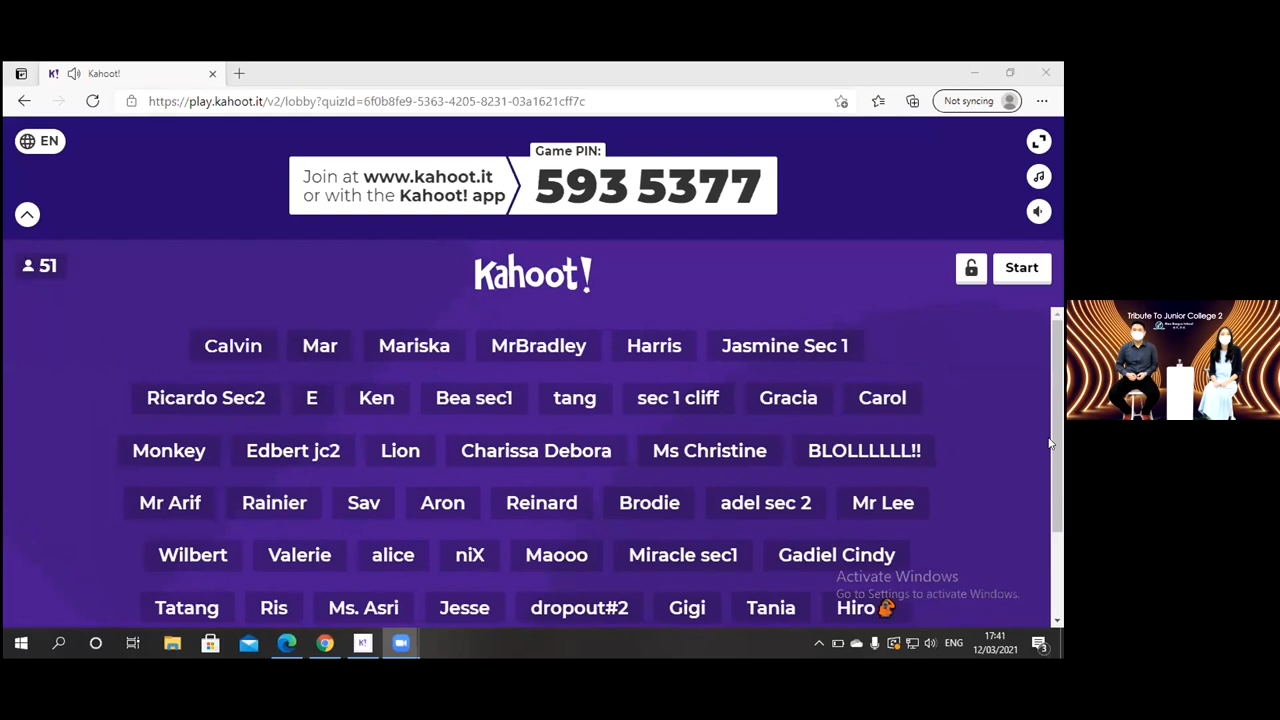 Kahoot!
https://play.kahoot.it/v2/lobby?quizId=6f0b8fe9-5363-4205-8231-03a1621cff7c
Not syncing
EN
Game PIN:
Join at www.kahoot.it
or with the Kahoot! app
593 5377
51
Kahoot!
Start
Calvin Mar Mariska MrBradley Harris Jasmine Sec 1
Ricardo Sec2 E Ken Bea sec1 tang sec 1 cliff Gracia Carol
Monkey Edbert jc2 Lion Charissa Debora Ms Christine BLOLLLLLL!!
Mr Arif Rainier Sav Aron Reinard Brodie adel sec 2 Mr Lee
Wilbert Valerie alice niX Maooo Miracle sec1 Gadiel Cindy
Activate Windows
Go to Settings to activate Windows.
Tatang Ris Ms. Asri Jesse dropout#2 Gigi Tania Hiro
ENG
17:41
12/03/2021
3
Tribute To Junior College 2